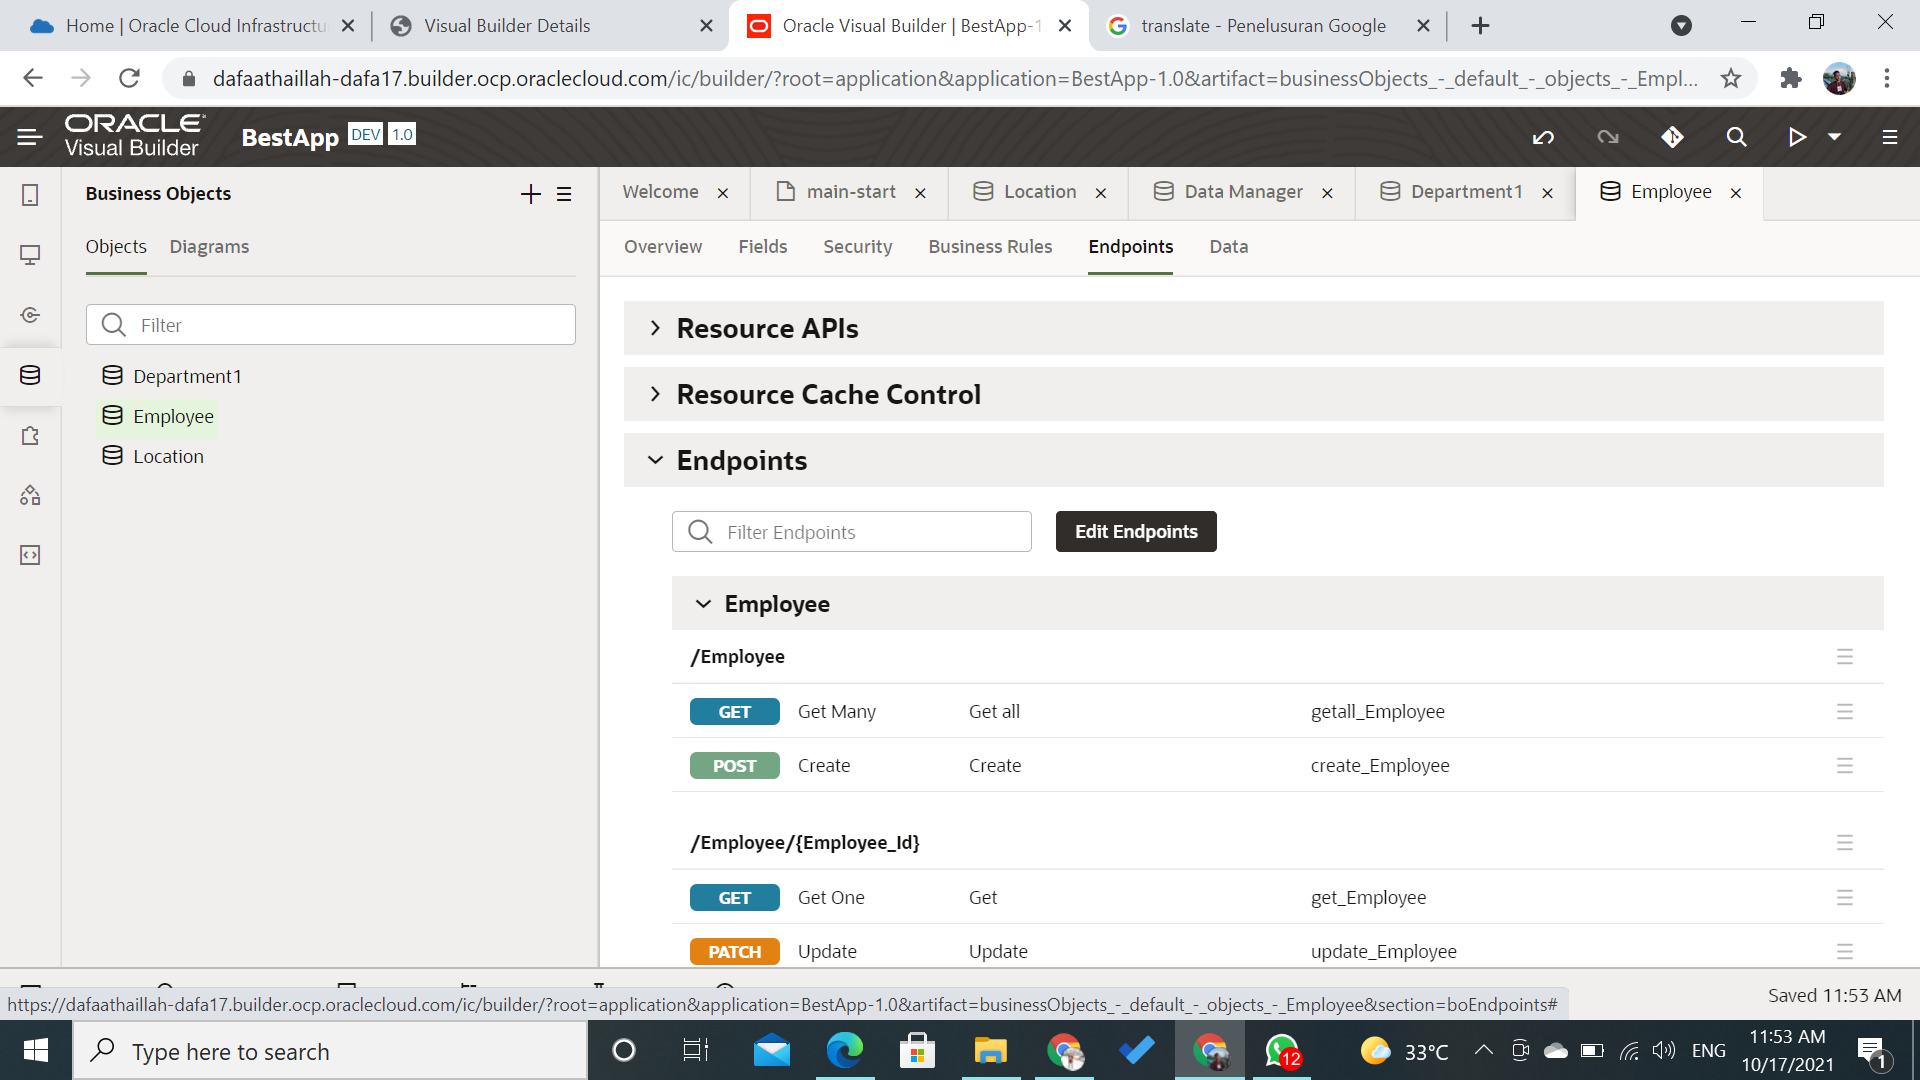 Home | Oracle Cloud Infrastructu
Visual Builder Details
Oracle Visual Builder | BestApp-1
translate - Penelusuran Google
dafaathaillah-dafa17.builder.ocp.oraclecloud.com/ic/builder/?root=application&application=BestApp-1.0&artifact=businessObjects_-_default_-_objects_-_Empl...
ORACLE
Visual Builder
BestApp DEV 1.0
Business Objects
Welcome
main-start
Location
Data Manager
Department1
Employee
Objects Diagrams
Overview Fields Security Business Rules Endpoints Data
Filter
Department1
Employee
Location
Resource APIs
Resource Cache Control
Endpoints
Filter Endpoints
Edit Endpoints
Employee
/Employee
GET Get Many Get all getall_Employee
POST Create Create create_Employee
/Employee/{Employee_Id}
GET Get One Get get_Employee
PATCH Update Update update_Employee
https://dafaathaillah-dafa17.builder.ocp.oraclecloud.com/ic/builder/?root=application&application=BestApp-1.0&artifact=businessObjects_-_default_-_objects_-_Employee&section=boEndpoints#
Saved 11:53 AM
Type here to search
12
33°C
ENG
11:53 AM
10/17/2021
1